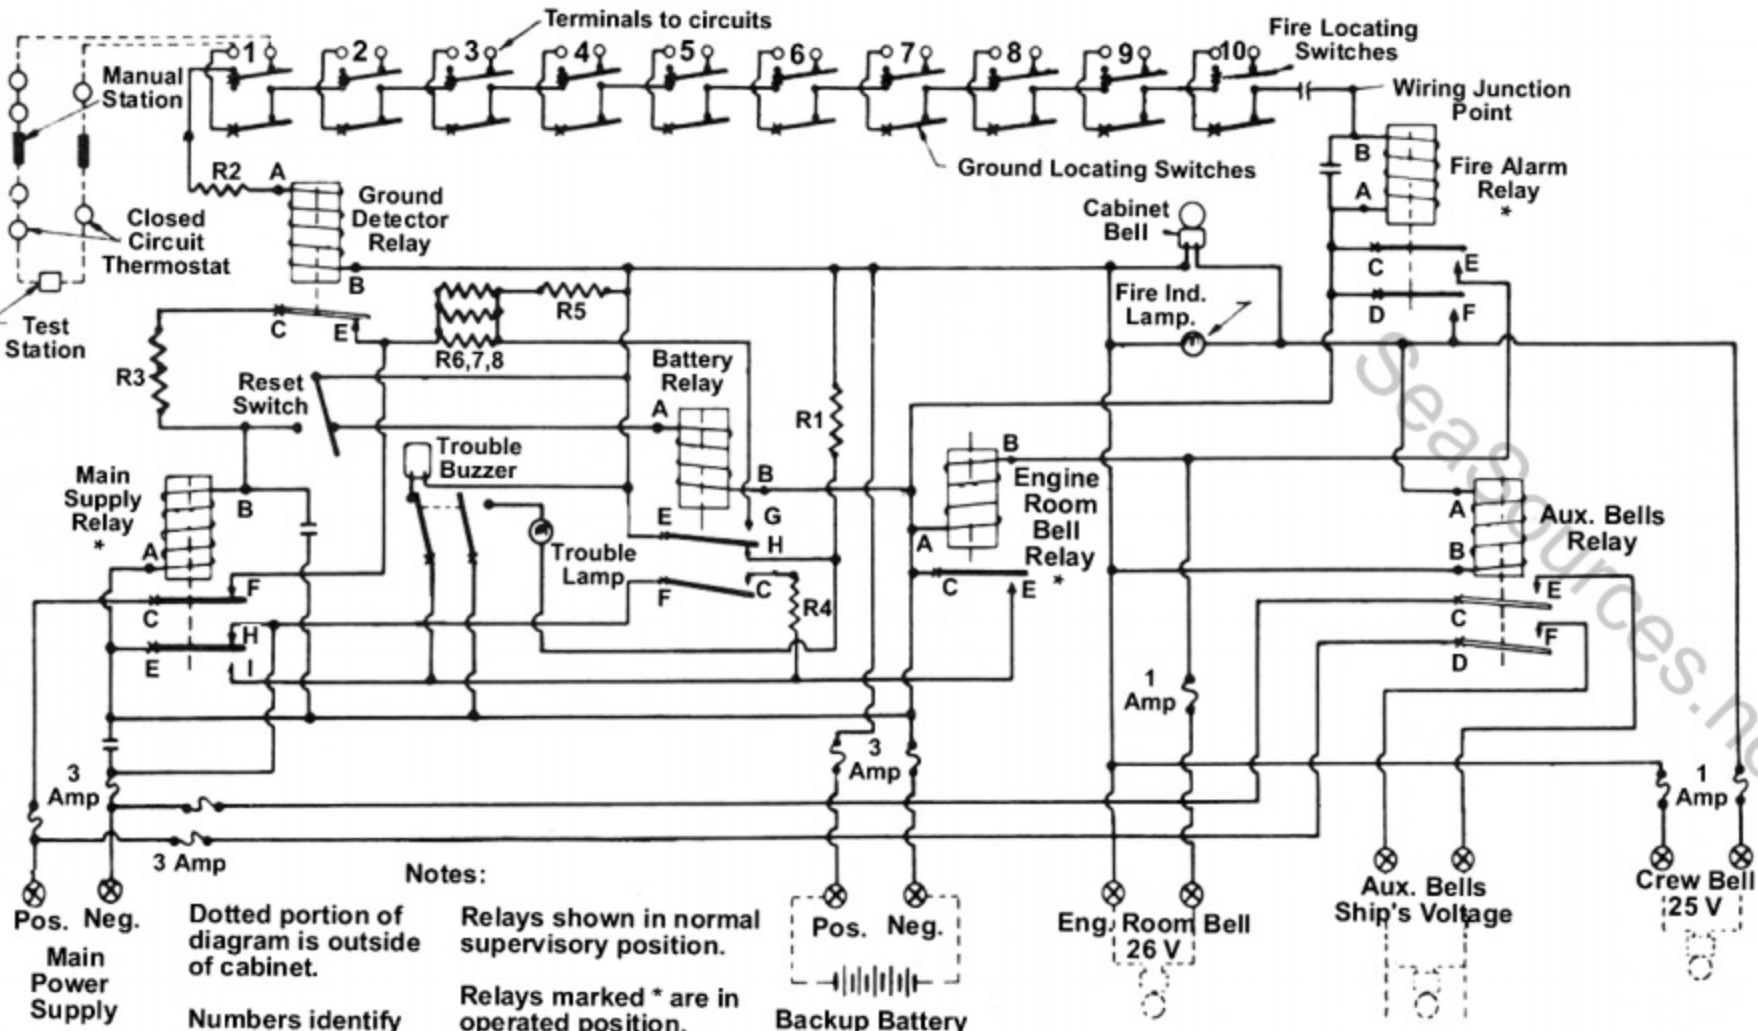 Terminals to circuits
Fire Locating
Switches
1 2 3 4 5 6 7 8 9 10
Manual
Station
Wiring Junction
Point
B
A
Fire Alarm
Relay
*
Ground Locating Switches
R2
A
Ground
Detector
Relay
B
Closed
Circuit
Thermostat
Test
Station
Cabinet
Bell
Fire Ind.
Lamp.
C
E
D
F
C
E
R5
R6,7,8
R3
Reset
Switch
Battery
Relay
A
B
R1
G
E
H
F
C
R4
Trouble
Buzzer
Trouble
Lamp
Main
Supply
Relay
*
B
A
F
C
H
E
I
B
A
Engine
Room
Bell
Relay
*
C
E
A
B
Aux. Bells
Relay
E
C
F
D
1
Amp
3
Amp
3
Amp
3 Amp
1
Amp
Pos. Neg.
Main
Power
Supply
Notes:
Dotted portion of
diagram is outside
of cabinet.
Numbers identify
Relays shown in normal
supervisory position.
Relays marked * are in
operated position.
Pos. Neg.
Backup Battery
Eng. Room Bell
26 V
Aux. Bells
Ship's Voltage
Crew Bell
25 V